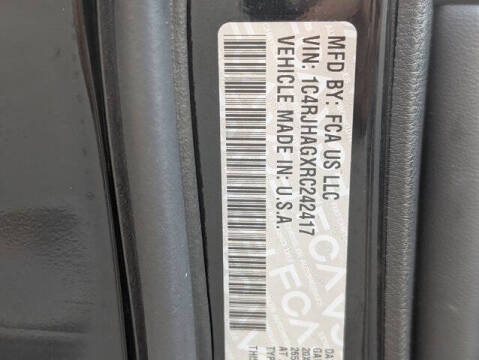 MFD BY: FCA US LLC
VIN: 1C4RJHAGXRC242417
VEHICLE MADE IN: U.S.A.